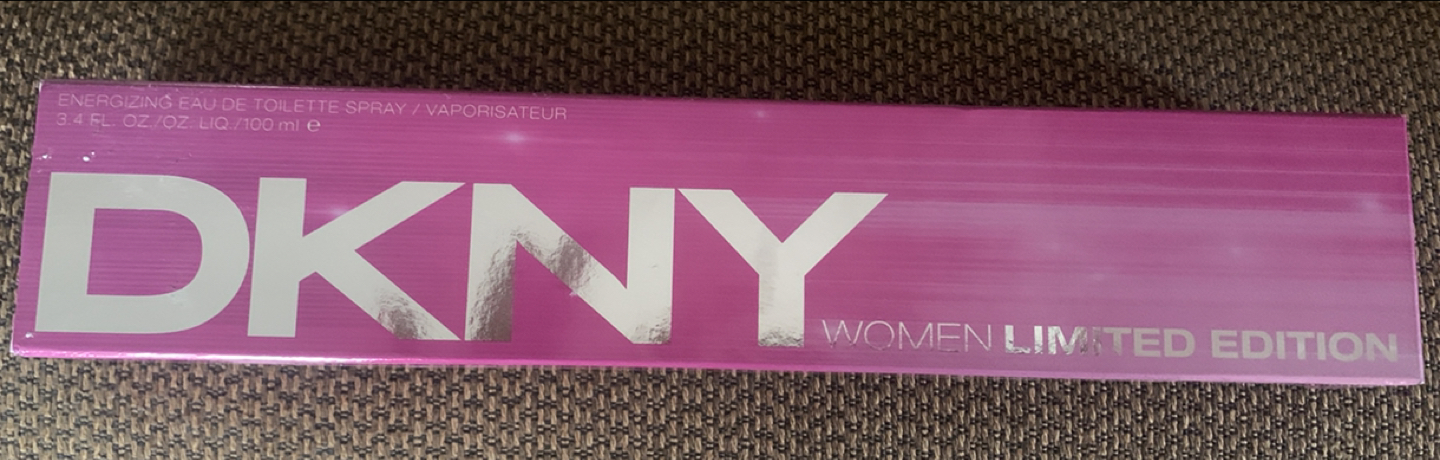 ENERGIZING EAU DE TOILETTE SPRAY / VAPORISATEUR
3.4 FL. OZ./OZ. LIQ./100 ml ℮
DKNY
WOMEN LIMITED EDITION